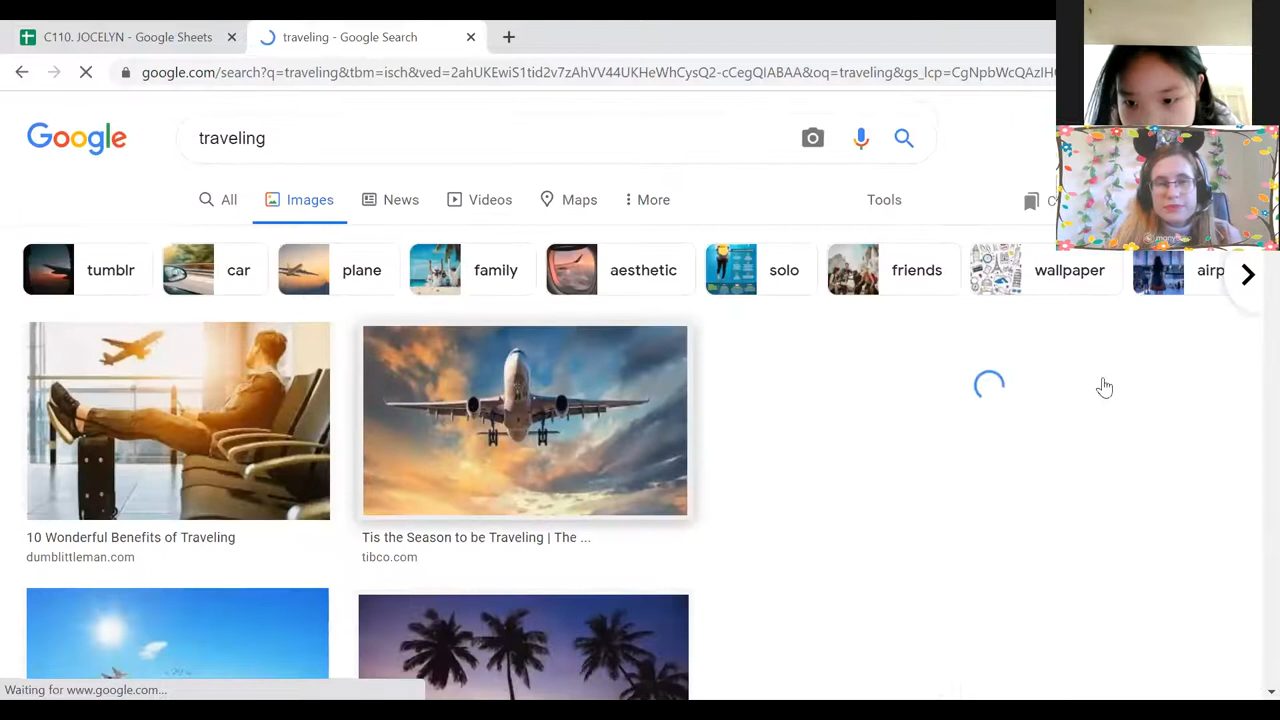 C110. JOCELYN - Google Sheets
traveling - Google Search
google.com/search?q=traveling&tbm=isch&ved=2ahUKEwiS1tid2v7zAhVV44UKHeWhCysQ2-cCegQIABAA&oq=traveling&gs_lcp=CgNpbWcQAzIH
Google
traveling
All
Images
News
Videos
Maps
More
Tools
tumblr
car
plane
family
aesthetic
solo
friends
wallpaper
airp
10 Wonderful Benefits of Traveling
dumblittleman.com
Tis the Season to be Traveling | The ...
tibco.com
Waiting for www.google.com...